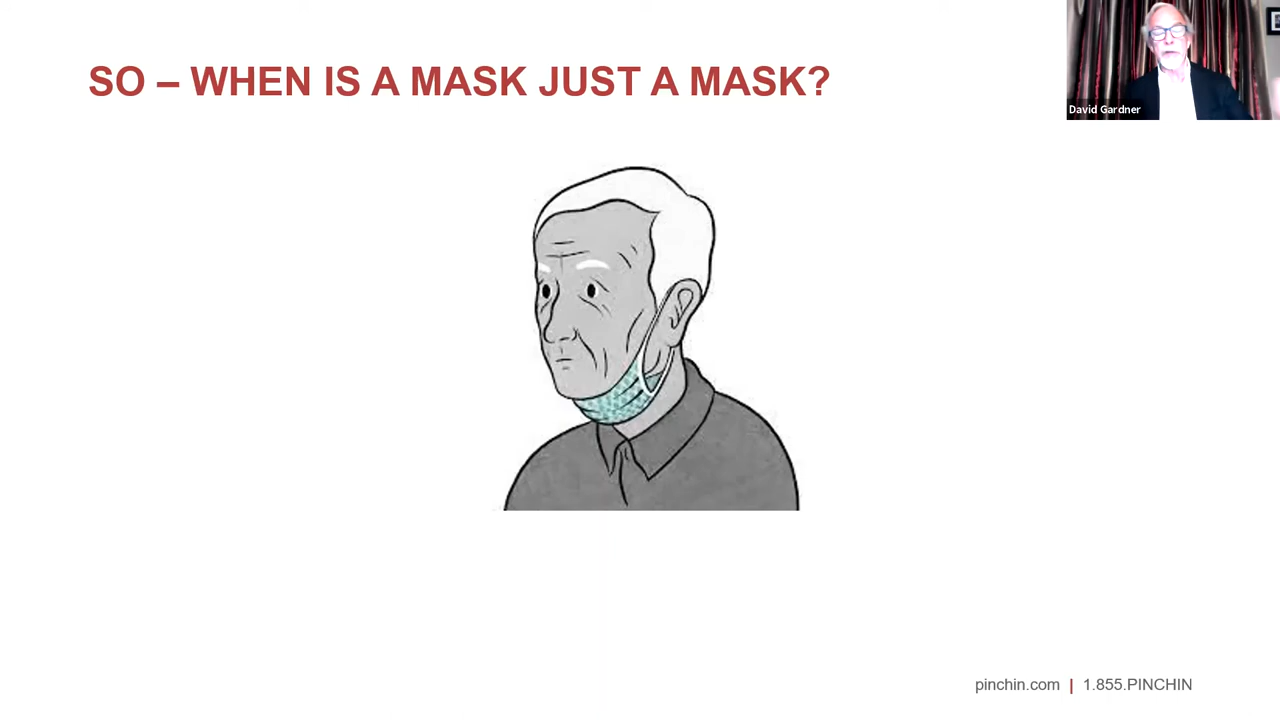 SO – WHEN IS A MASK JUST A MASK?
David Gardner
pinchin.com | 1.855.PINCHIN